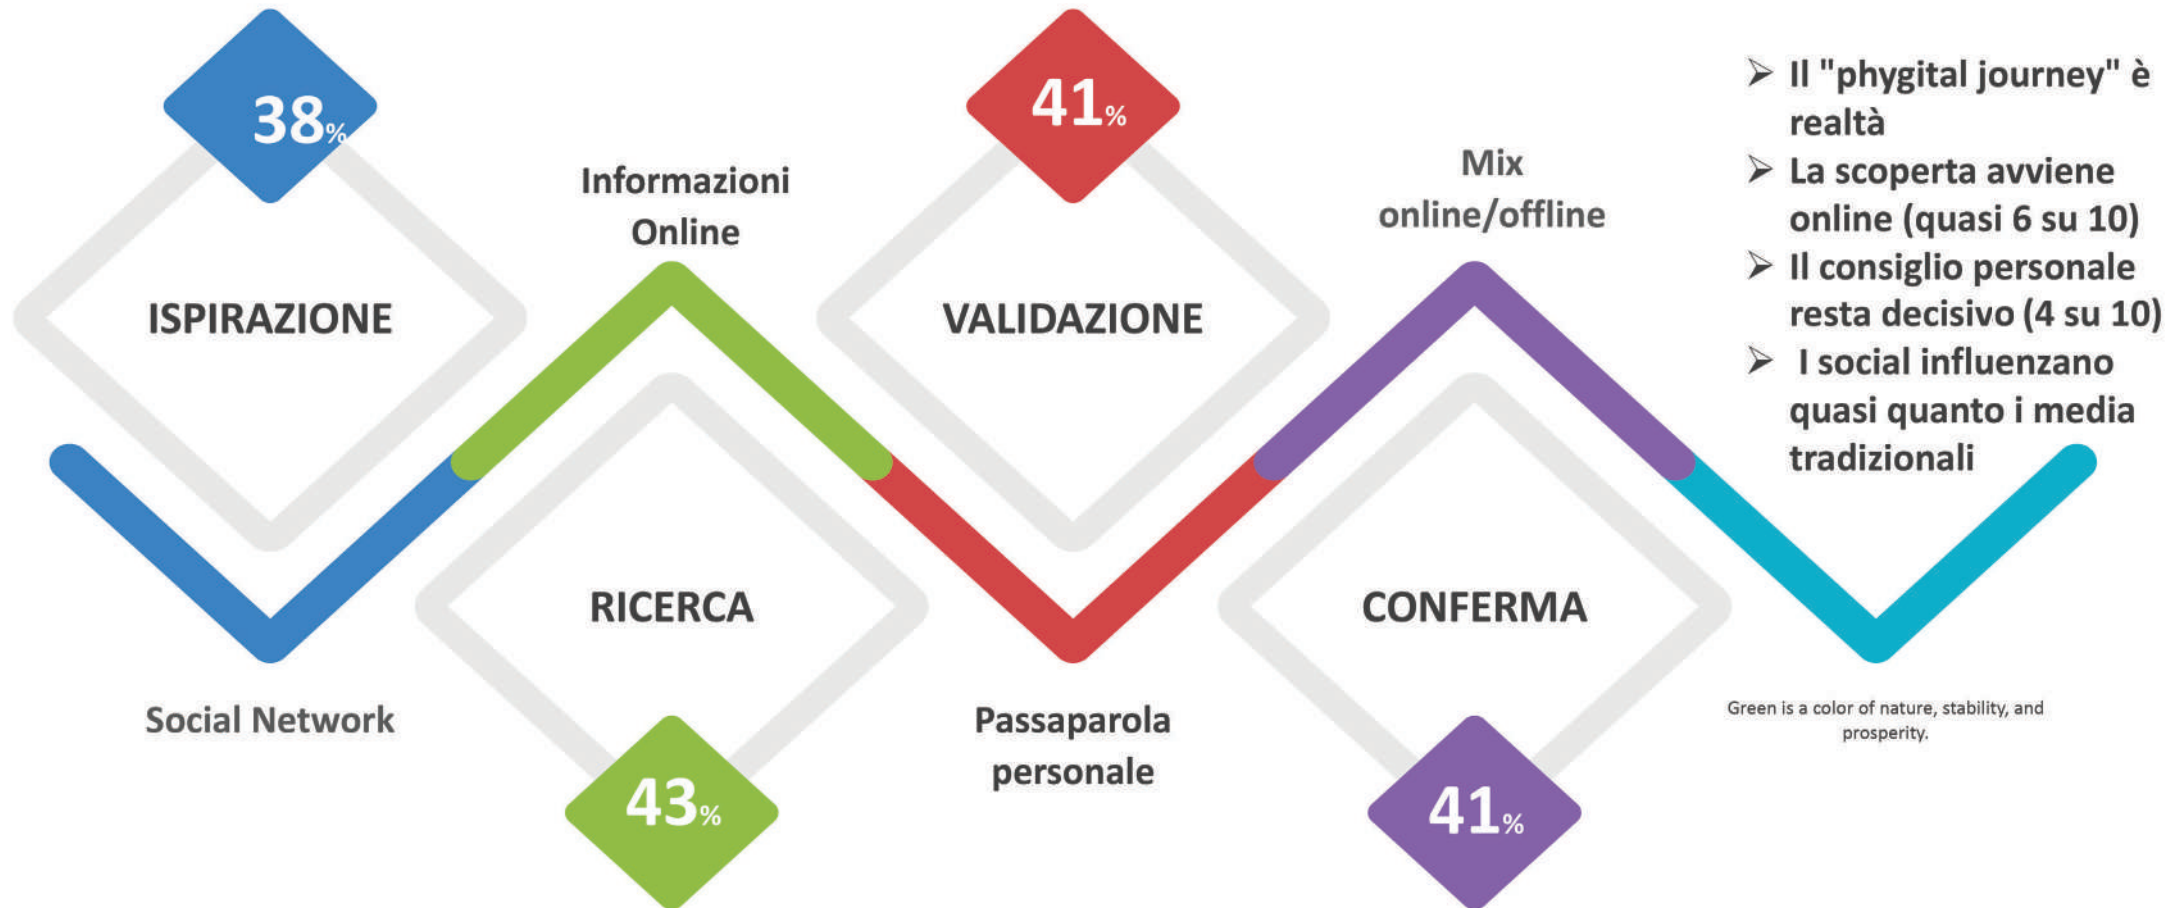 38%
ISPIRAZIONE
Social Network
Informazioni
Online
RICERCA
43%
41%
VALIDAZIONE
Passaparola
personale
Mix
online/offline
CONFERMA
41%
➢ Il "phygital journey" è
realtà
➢ La scoperta avviene
online (quasi 6 su 10)
➢ Il consiglio personale
resta decisivo (4 su 10)
➢ I social influenzano
quasi quanto i media
tradizionali
Green is a color of nature, stability, and
prosperity.